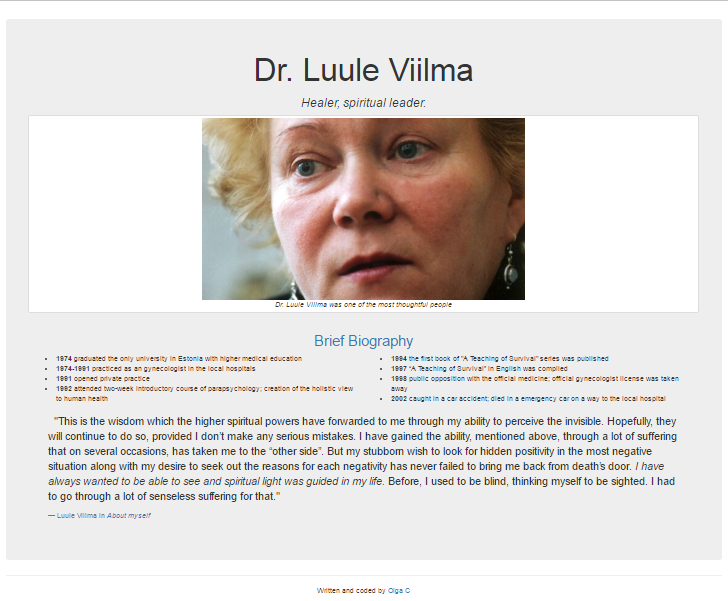 Dr. Luule Viilma
Healer, spiritual leader.
Dr. Luule Viilma was one of the most thoughtful people
Brief Biography
1974 graduated the only university in Estonia with higher medical education
1974-1991 practiced as an gynecologist in the local hospitals
1991 opened private practice
1992 attended two-week introductory course of parapsychology; creation of the holistic view
to human health
1994 the first book of "A Teaching of Survival" series was published
1997 "A Teaching of Survival" in English was compiled
1998 public opposition with the official medicine; official gynecologist license was taken
away
2002 caught in a car accident; died in a emergency car on a way to the local hospital
"This is the wisdom which the higher spiritual powers have forwarded to me through my ability to perceive the invisible. Hopefully, they
will continue to do so, provided I don't make any serious mistakes. I have gained the ability, mentioned above, through a lot of suffering
that on several occasions, has taken me to the “other side”. But my stubborn wish to look for hidden positivity in the most negative
situation along with my desire to seek out the reasons for each negativity has never failed to bring me back from death's door. I have
always wanted to be able to see and spiritual light was guided in my life. Before, I used to be blind, thinking myself to be sighted. I had
to go through a lot of senseless suffering for that."
— Luule Viilma in About myself
Written and coded by Olga C